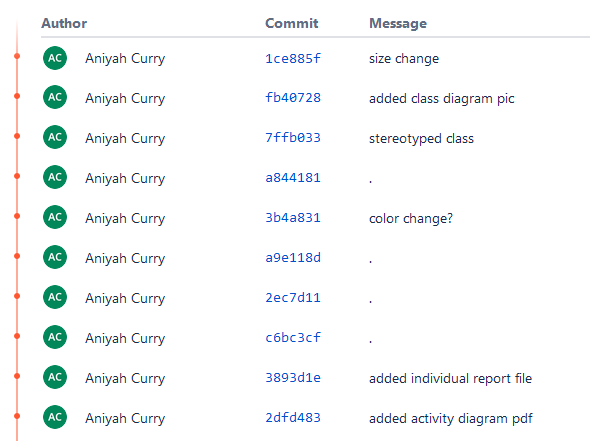 Author Commit Message
AC Aniyah Curry 1ce885f size change
AC Aniyah Curry fb40728 added class diagram pic
AC Aniyah Curry 7ffb033 stereotyped class
AC Aniyah Curry a844181 .
AC Aniyah Curry 3b4a831 color change?
AC Aniyah Curry a9e118d .
AC Aniyah Curry 2ec7d11 .
AC Aniyah Curry c6bc3cf .
AC Aniyah Curry 3893d1e added individual report file
AC Aniyah Curry 2dfd483 added activity diagram pdf